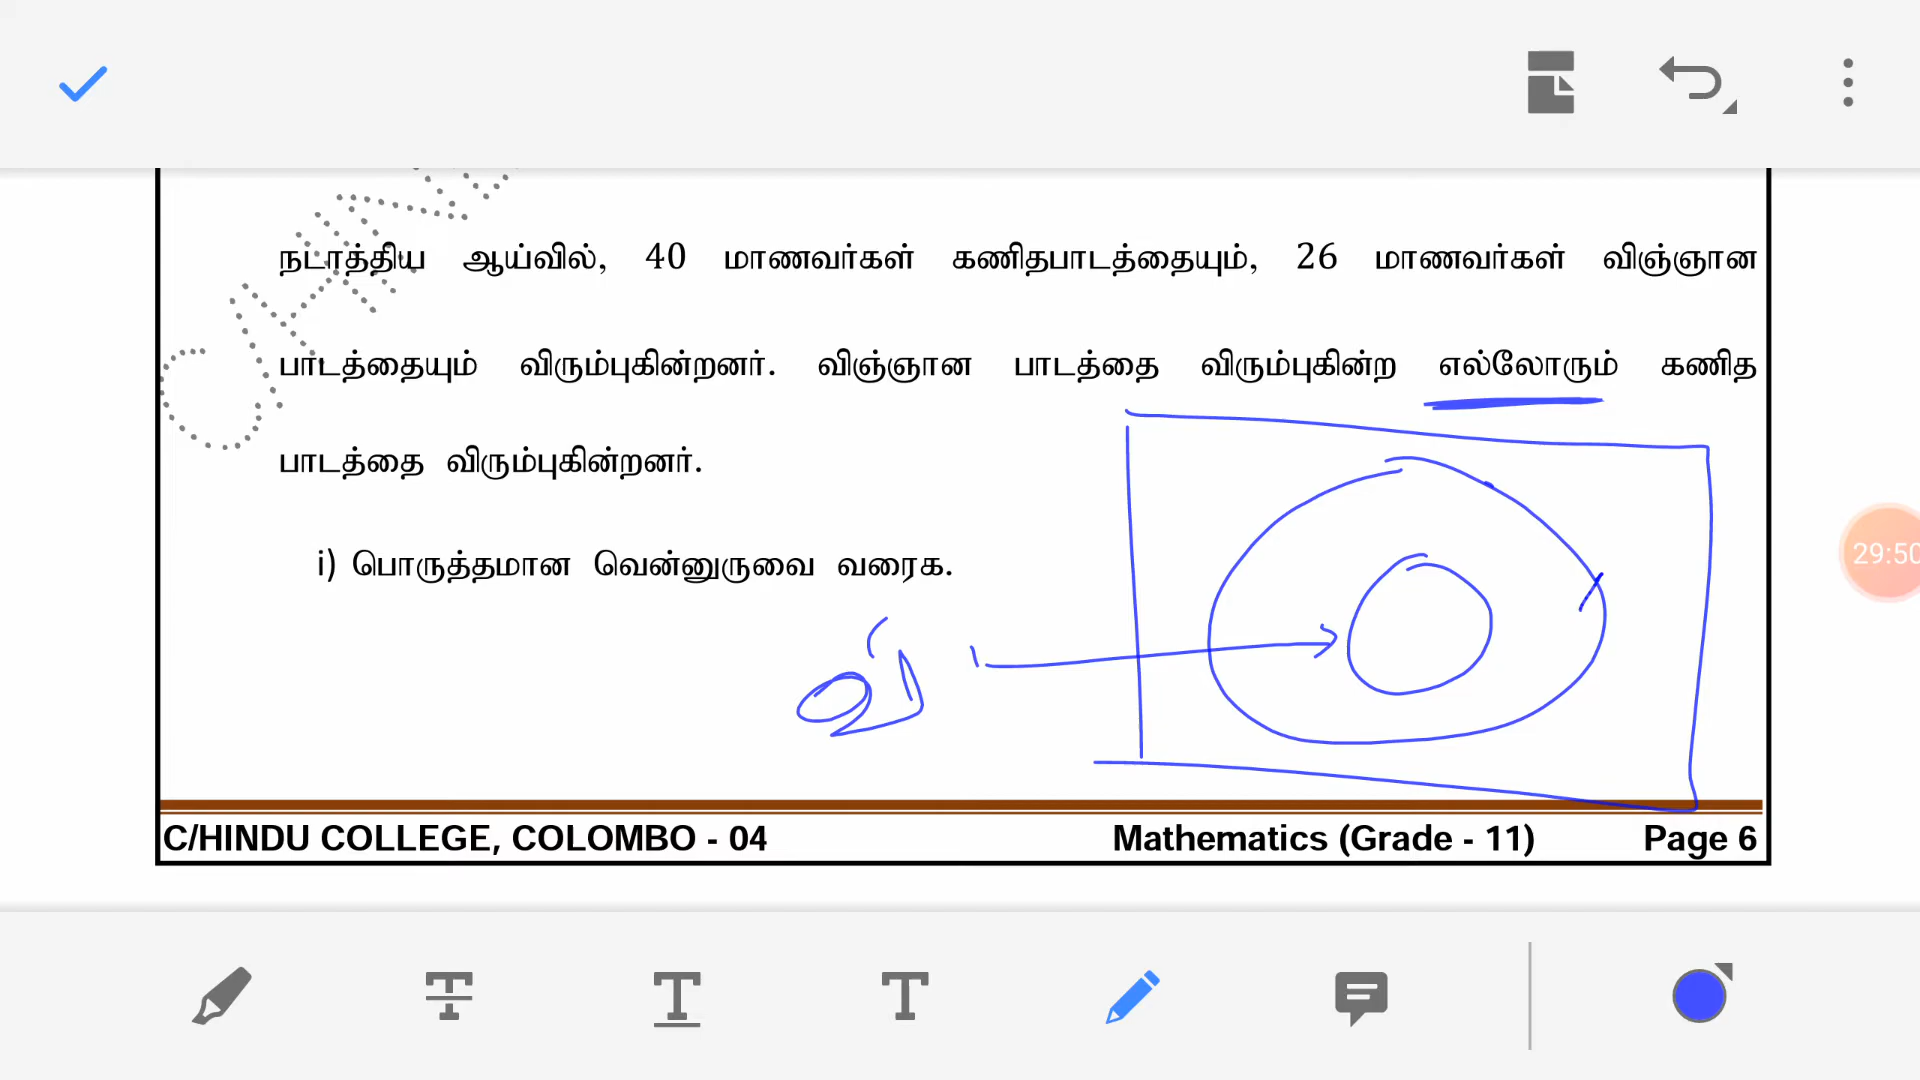 நடாத்திய ஆய்வில், 40 மாணவர்கள் கணிதபாடத்தையும், 26 மாணவர்கள் விஞ்ஞான
பாடத்தையும் விரும்புகின்றனர். விஞ்ஞான பாடத்தை விரும்புகின்ற எல்லோரும் கணித
பாடத்தை விரும்புகின்றனர்.
i) பொருத்தமான வென்னுருவை வரைக.
வி
29:50
C/HINDU COLLEGE, COLOMBO - 04 Mathematics (Grade - 11) Page 6